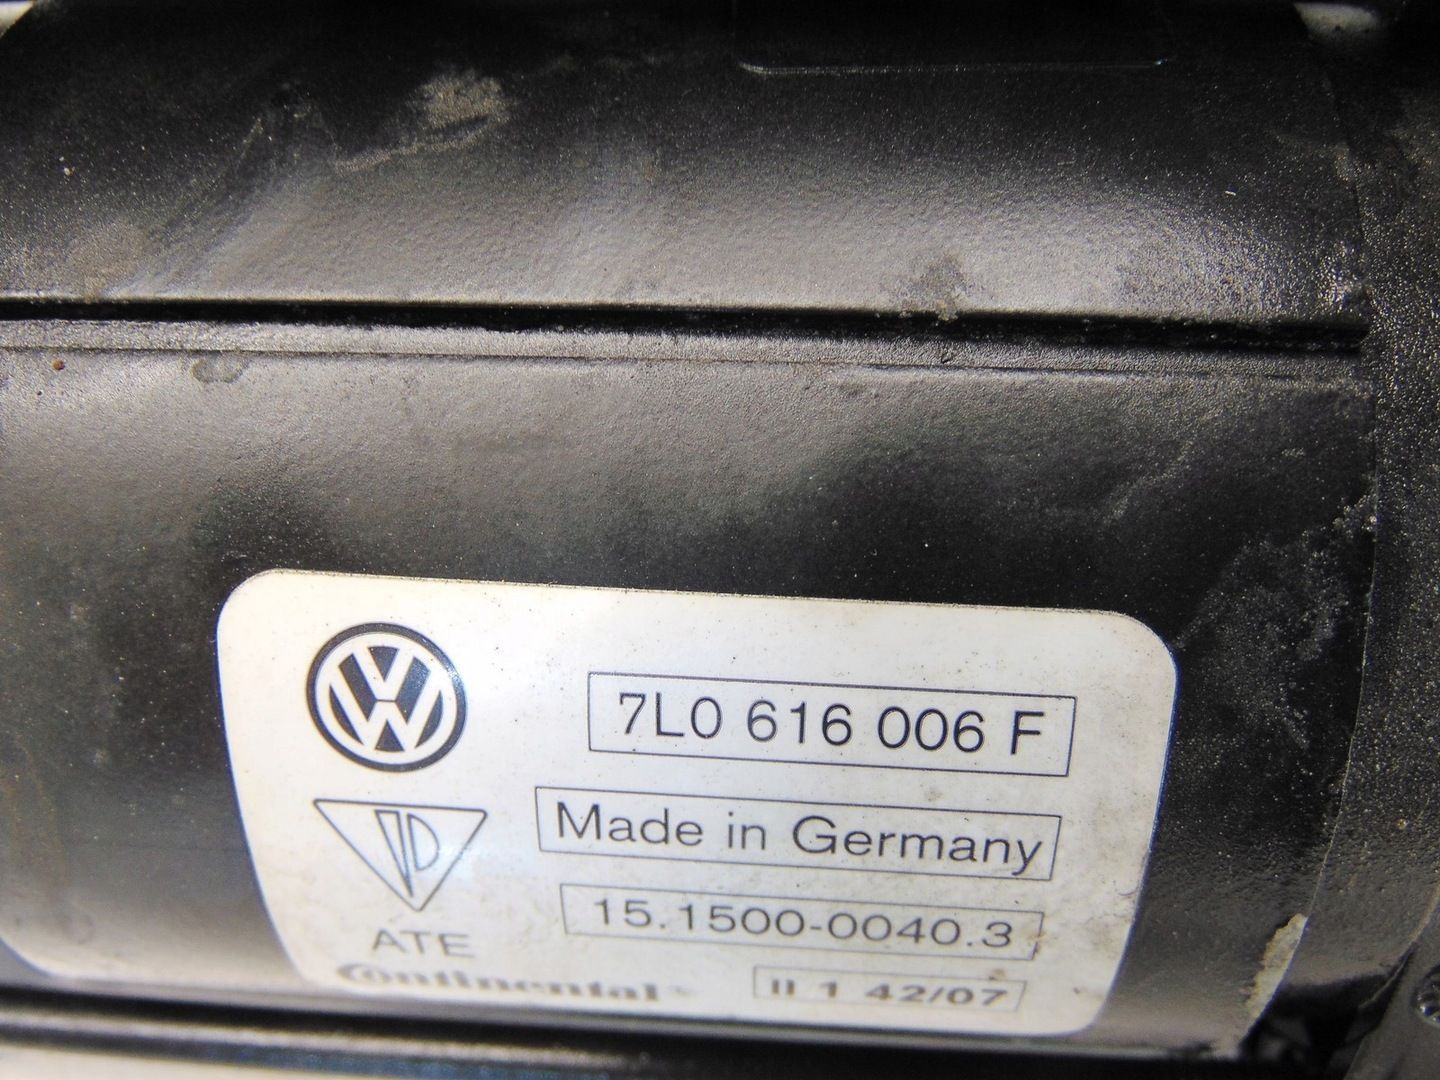 7L0 616 006 F
Made in Germany
15.1500-0040.3
ATE
Continental
II 1 42/07